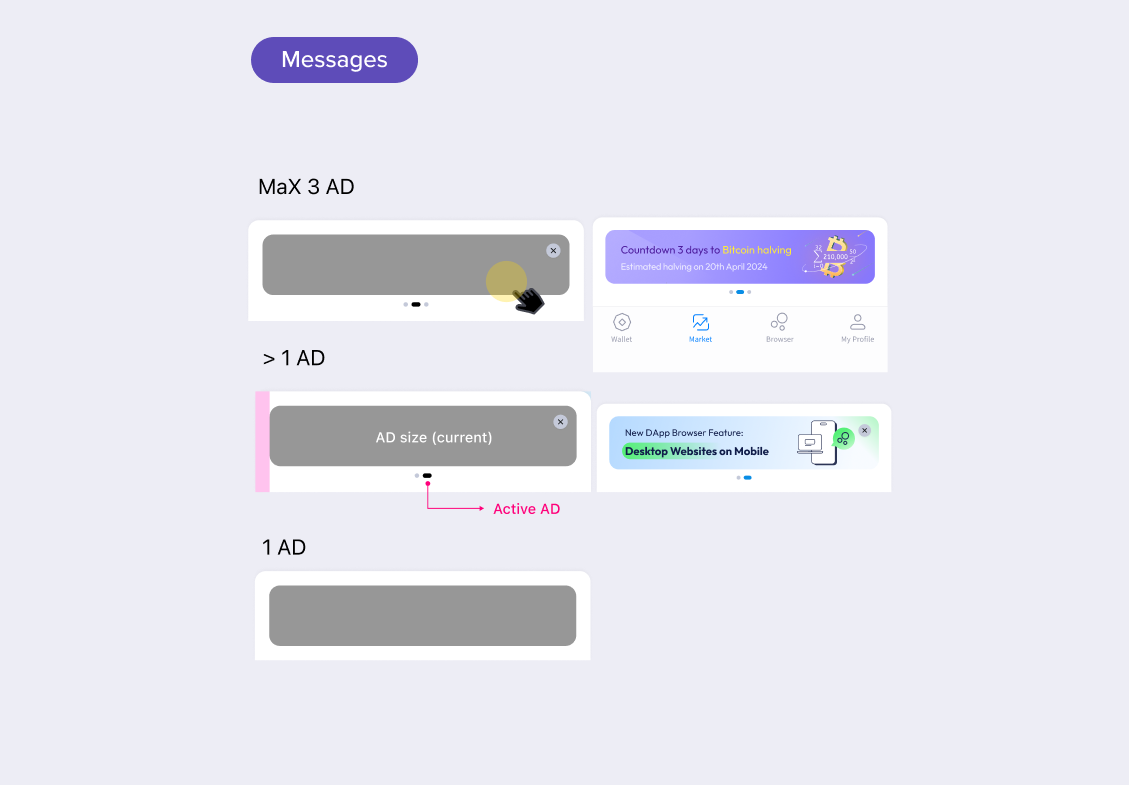 Messages
MaX 3 AD
Countdown 3 days to Bitcoin halving
Estimated halving on 20th April 2024
210,000
Wallet
Market
Browser
My Profile
> 1 AD
AD size (current)
Active AD
New DApp Browser Feature:
Desktop Websites on Mobile
1 AD